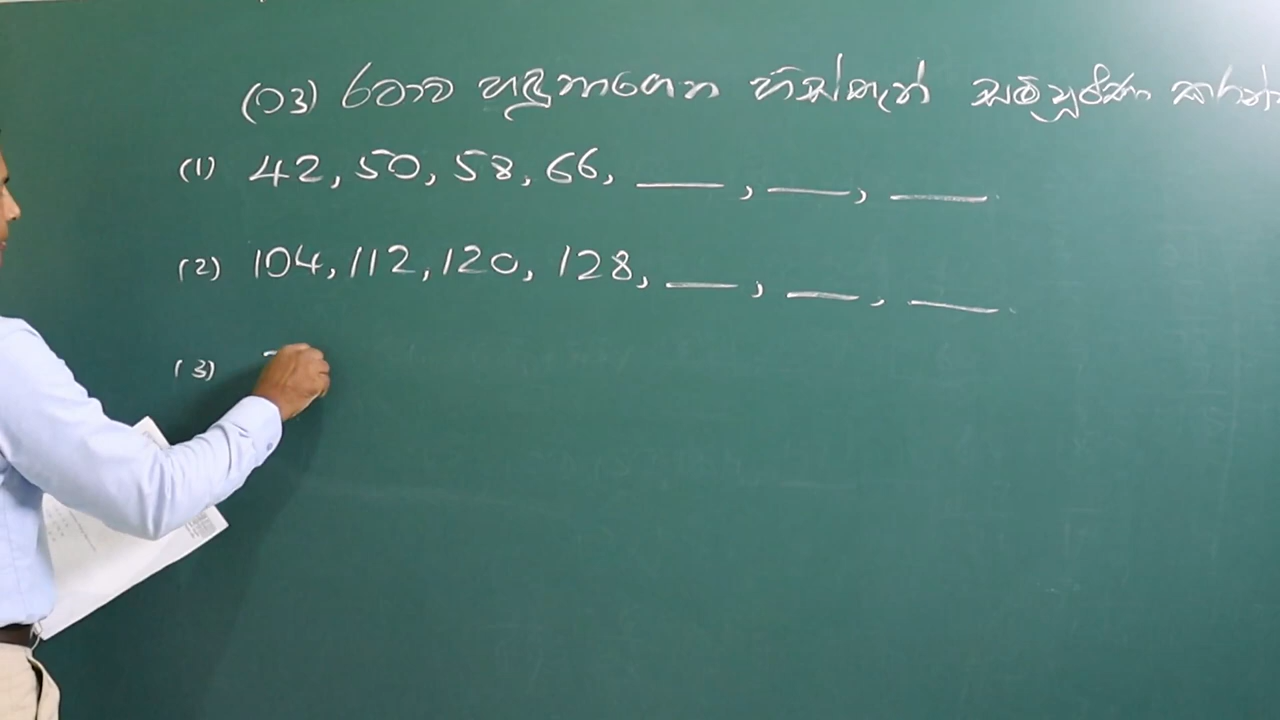 (03) රටාව හඳුනාගෙන හිස්තැන් සම්පූර්ණ කරන්
(1) 42, 50, 58, 66, ___, ___, ___.
(2) 104, 112, 120, 128, ___, ___, ___.
(3)